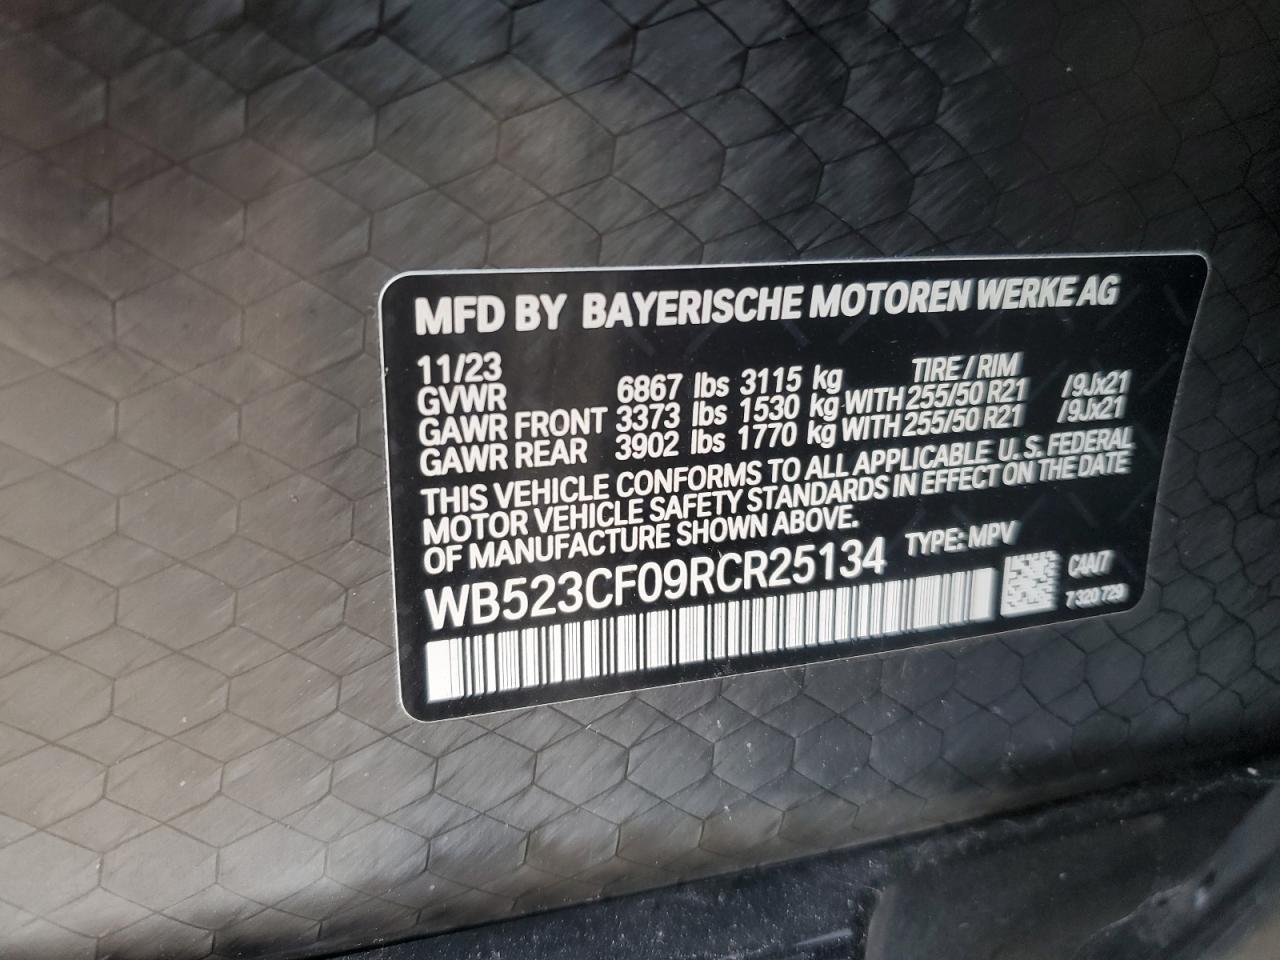 MFD BY BAYERISCHE MOTOREN WERKE AG
11/23 TIRE / RIM
GVWR 6867 lbs 3115 kg
GAWR FRONT 3373 lbs 1530 kg WITH 255/50 R21 /9Jx21
GAWR REAR 3902 lbs 1770 kg WITH 255/50 R21 /9Jx21
THIS VEHICLE CONFORMS TO ALL APPLICABLE U. S. FEDERAL
MOTOR VEHICLE SAFETY STANDARDS IN EFFECT ON THE DATE
OF MANUFACTURE SHOWN ABOVE.
WB523CF09RCR25134 TYPE: MPV
CAA/7
7 320 729